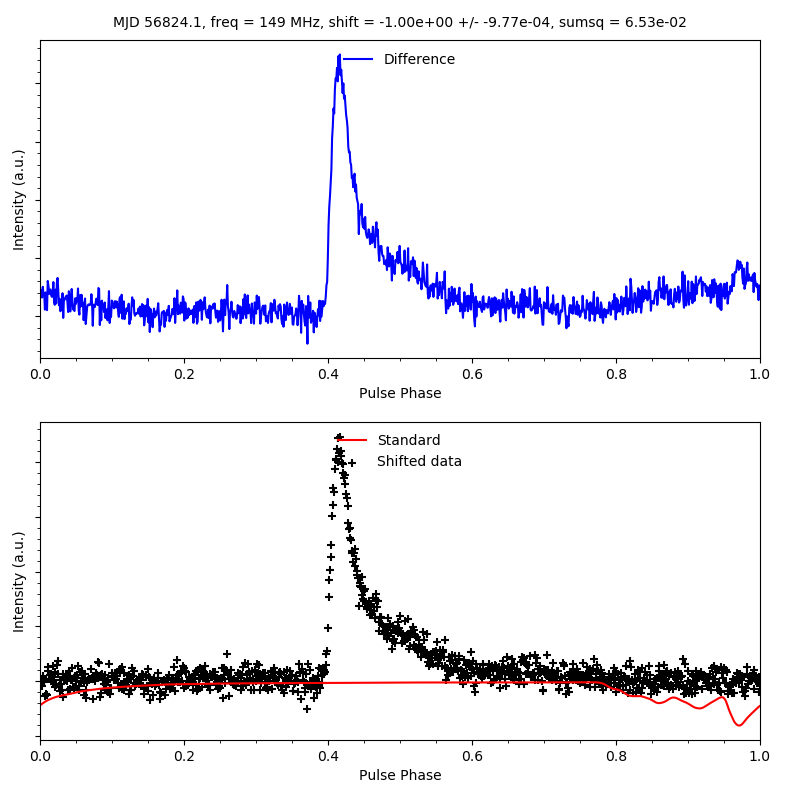 MJD 56824.1, freq = 149 MHz, shift = -1.00e+00 +/- -9.77e-04, sumsq = 6.53e-02
Difference
Intensity (a.u.)
0.0 0.2 0.4 0.6 0.8 1.0
Pulse Phase
Standard
Shifted data
Intensity (a.u.)
0.0 0.2 0.4 0.6 0.8 1.0
Pulse Phase